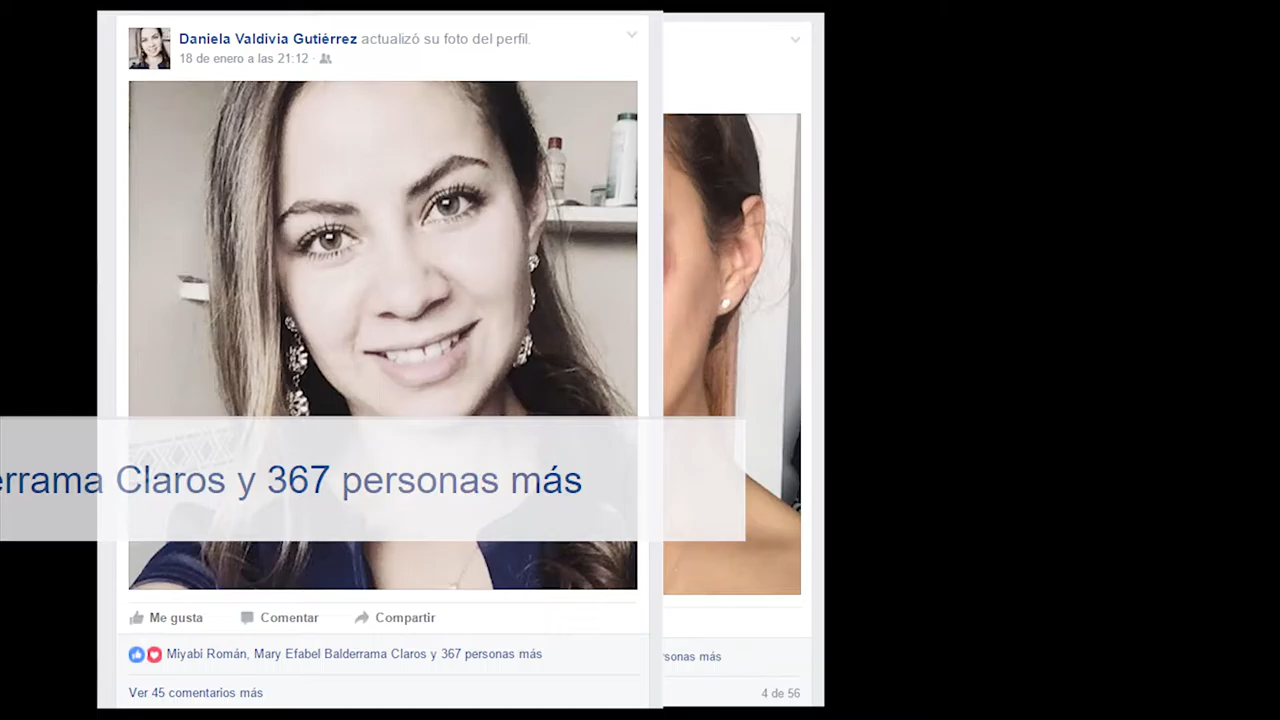 Daniela Valdivia Gutiérrez actualizó su foto del perfil.
18 de enero a las 21:12 ·
errama Claros y 367 personas más
Me gusta Comentar Compartir
Miyabi Román, Mary Efabel Balderrama Claros y 367 personas más
sonas más
Ver 45 comentarios más
4 de 56